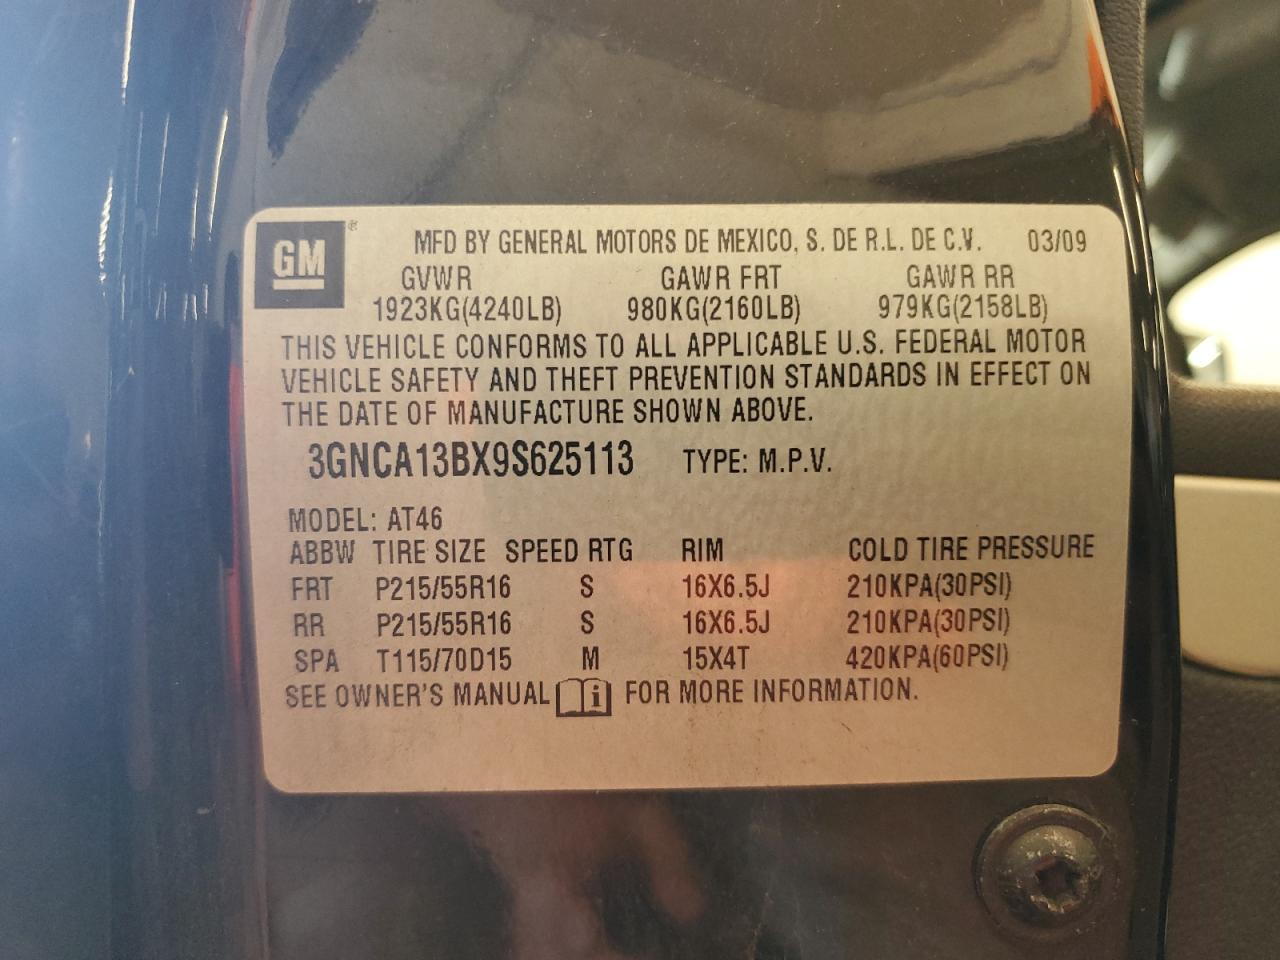 GM®
MFD BY GENERAL MOTORS DE MEXICO, S. DE R.L. DE C.V. 03/09
GVWR GAWR FRT GAWR RR
1923KG(4240LB) 980KG(2160LB) 979KG(2158LB)
THIS VEHICLE CONFORMS TO ALL APPLICABLE U.S. FEDERAL MOTOR
VEHICLE SAFETY AND THEFT PREVENTION STANDARDS IN EFFECT ON
THE DATE OF MANUFACTURE SHOWN ABOVE.
3GNCA13BX9S625113 TYPE: M.P.V.
MODEL: AT46
ABBW TIRE SIZE SPEED RTG RIM COLD TIRE PRESSURE
FRT P215/55R16 S 16X6.5J 210KPA(30PSI)
RR P215/55R16 S 16X6.5J 210KPA(30PSI)
SPA T115/70D15 M 15X4T 420KPA(60PSI)
SEE OWNER'S MANUAL i FOR MORE INFORMATION.